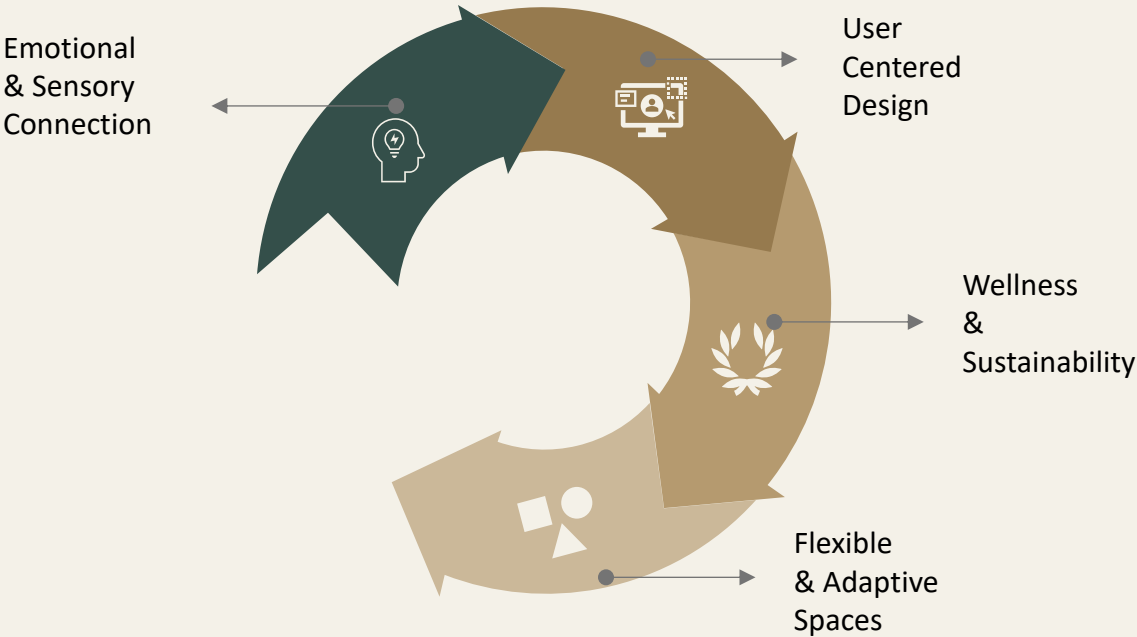 Emotional
& Sensory
Connection
User
Centered
Design
Wellness
&
Sustainability
Flexible
& Adaptive
Spaces